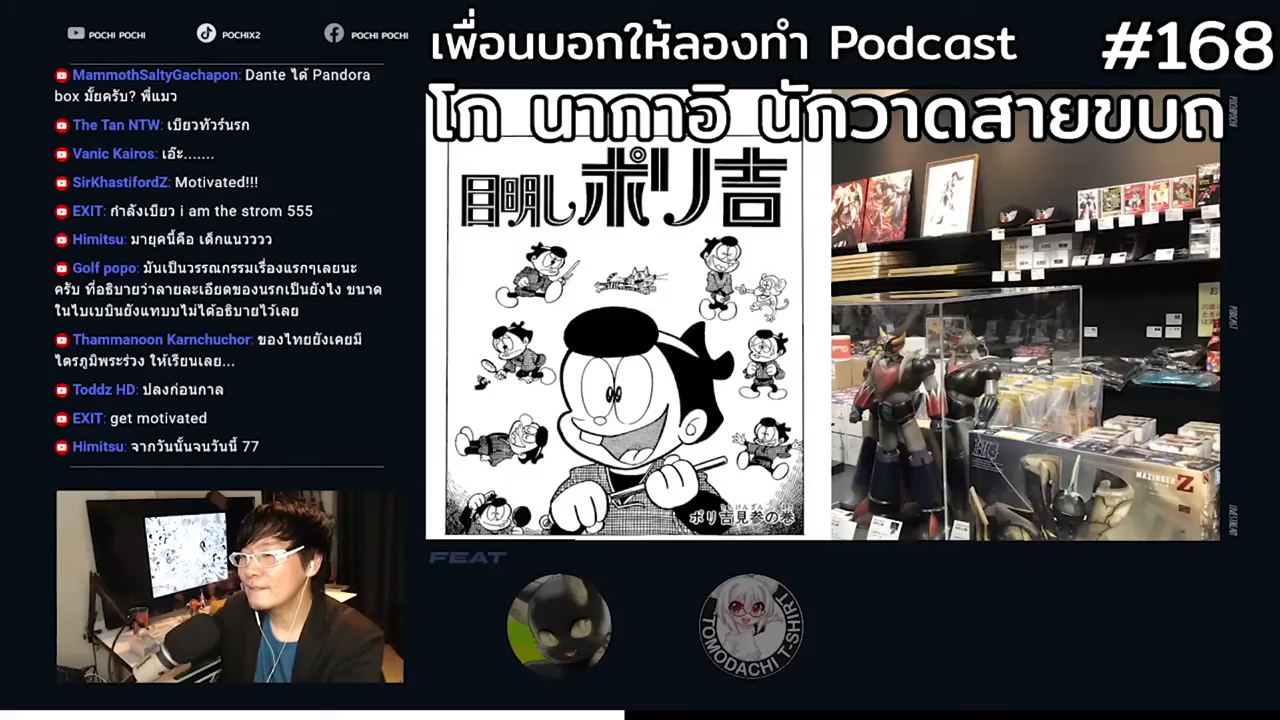 POCHI POCHI
POCHIX2
POCHI POCHI
เพื่อนบอกให้ลองทำ Podcast
#168
โก นากาอิ นักวาดสายขบถ
MammothSaltyGachapon: Dante ได้ Pandora
box มั้ยครับ? พี่แมว
The Tan NTW: เบียวทัวร์นรก
Vanic Kairos: เอ๊ะ.......
SirKhastifordZ: Motivated!!!
EXIT: กำลังเบียว i am the strom 555
Himitsu: มายุคนี้คือ เด็กแนวววว
Golf popo: มันเป็นวรรณกรรมเรื่องแรกๆเลยนะ
ครับ ที่อธิบายว่าลายละเอียดของนรกเป็นยังไง ขนาด
ในไบเบบินยังแทบบไม่ได้อธิบายไว้เลย
Thammanoon Karnchuchor: ของไทยยังเคยมี
ไตรภูมิพระร่วง ให้เรียนเลย...
Toddz HD: ปลงก่อนกาล
EXIT: get motivated
Himitsu: จากวันนั้นจนวันนี้ 77
目明しポリ吉
ポリ吉見参の巻
MAZINGER Z
FEAT
TOMODACHI T-SHIRT
POCHIPOCHI
PODCAST
LIVESTREAM